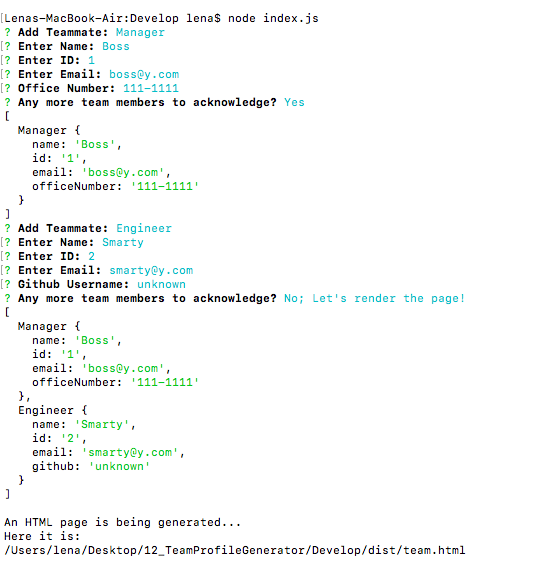 [Lenas-MacBook-Air:Develop lena$ node index.js
? Add Teammate: Manager
[? Enter Name: Boss
[? Enter ID: 1
[? Enter Email: boss@y.com
[? Office Number: 111-1111
? Any more team members to acknowledge? Yes
[
  Manager {
    name: 'Boss',
    id: '1',
    email: 'boss@y.com',
    officeNumber: '111-1111'
  }
]
? Add Teammate: Engineer
[? Enter Name: Smarty
[? Enter ID: 2
[? Enter Email: smarty@y.com
[? Github Username: unknown
? Any more team members to acknowledge? No; Let's render the page!
[
  Manager {
    name: 'Boss',
    id: '1',
    email: 'boss@y.com',
    officeNumber: '111-1111'
  },
  Engineer {
    name: 'Smarty',
    id: '2',
    email: 'smarty@y.com',
    github: 'unknown'
  }
]

An HTML page is being generated...
Here it is:
/Users/lena/Desktop/12_TeamProfileGenerator/Develop/dist/team.html